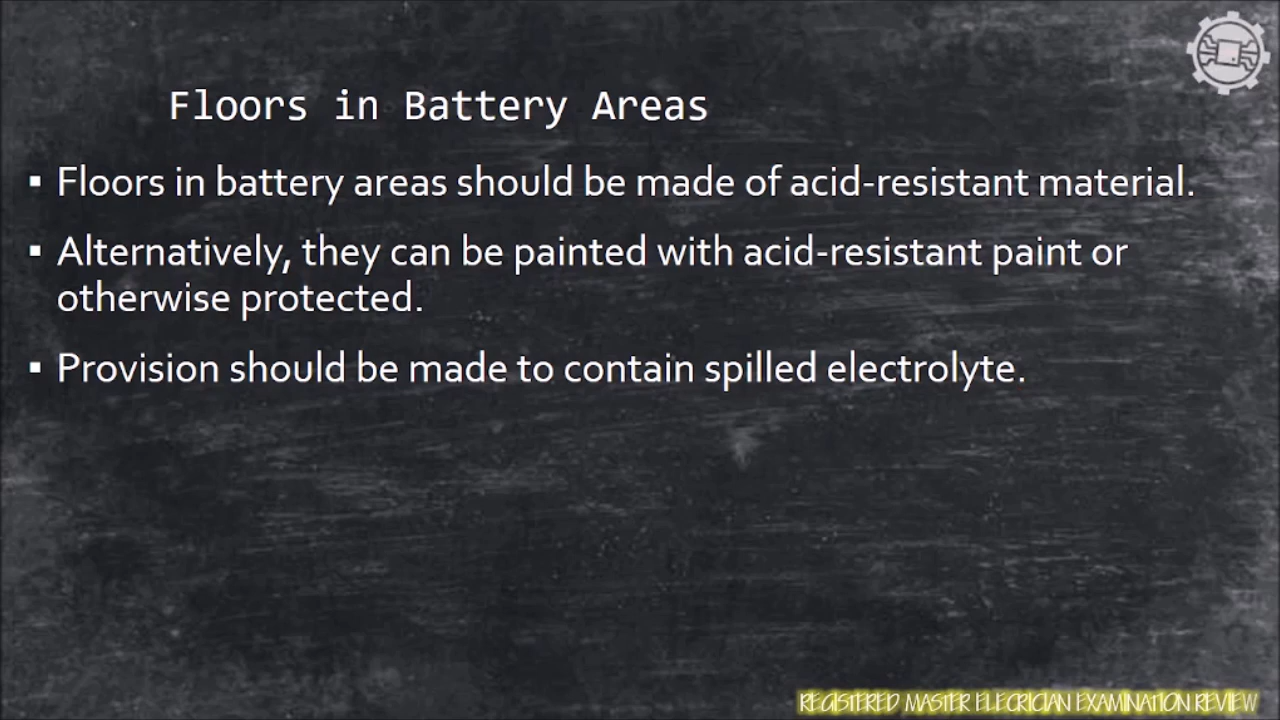 Floors in Battery Areas
▪ Floors in battery areas should be made of acid-resistant material.
▪ Alternatively, they can be painted with acid-resistant paint or
otherwise protected.
▪ Provision should be made to contain spilled electrolyte.
REGISTERED MASTER ELECRICIAN EXAMINATION REVIEW